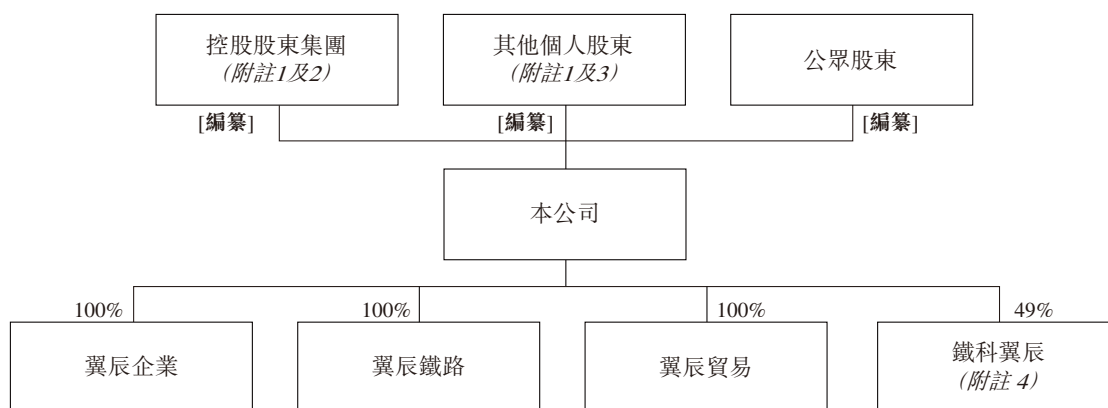 控股股東集團
(附註1及2)
其他個人股東
(附註1及3)
公眾股東
[編纂]
[編纂]
[編纂]
本公司
100%
100%
100%
49%
翼辰企業
翼辰鐵路
翼辰貿易
鐵科翼辰
(附註 4)